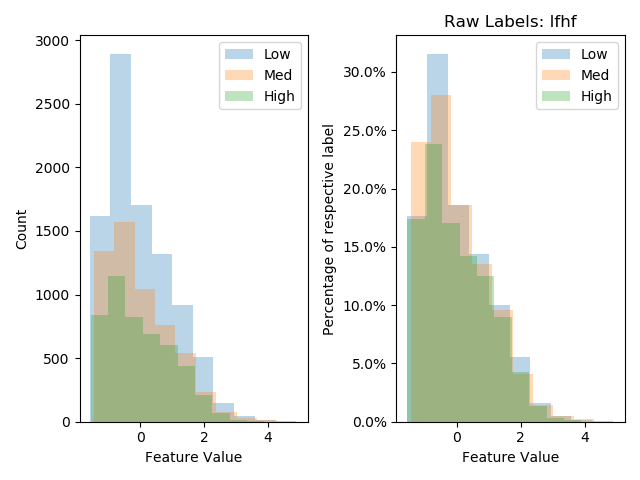 Raw Labels: lfhf
3000
2500
2000
1500
1000
500
0
Count
0 2 4
Feature Value
Low
Med
High
30.0%
25.0%
20.0%
15.0%
10.0%
5.0%
0.0%
Percentage of respective label
0 2 4
Feature Value
Low
Med
High